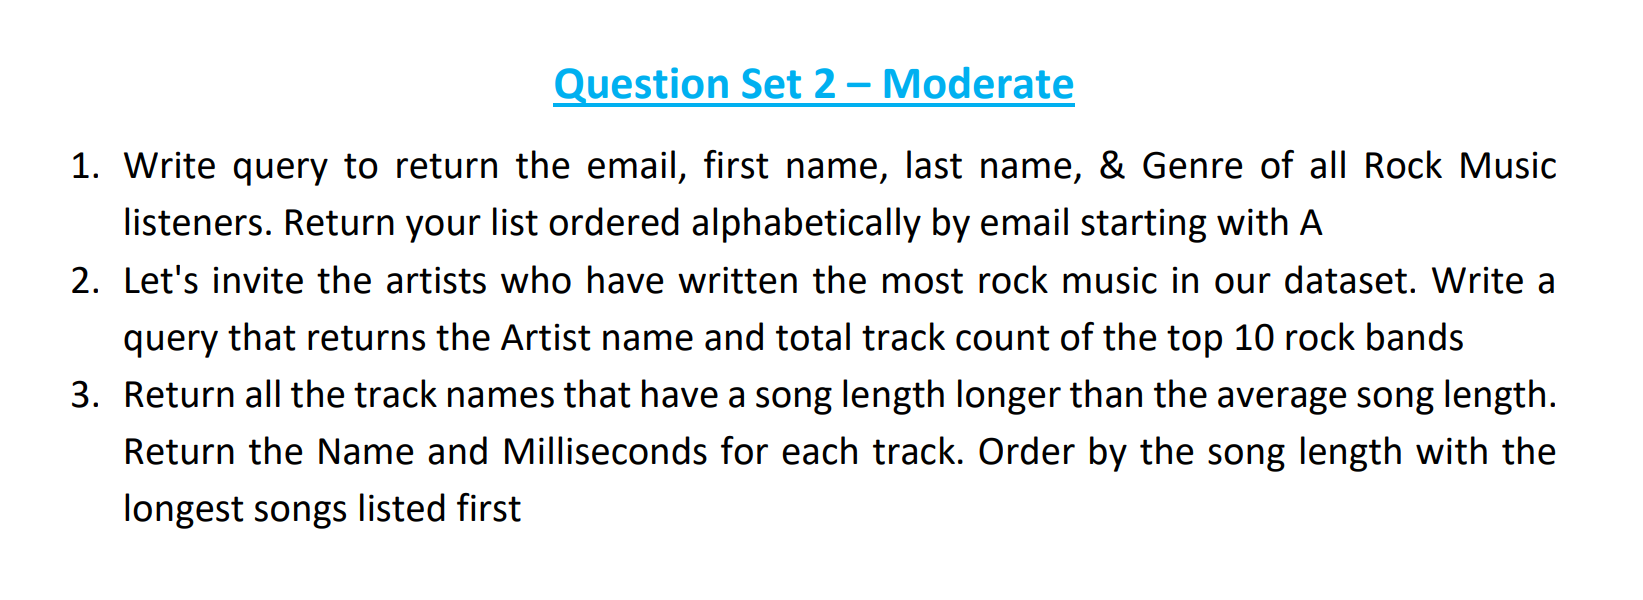 Question Set 2 – Moderate
1. Write query to return the email, first name, last name, & Genre of all Rock Music
listeners. Return your list ordered alphabetically by email starting with A
2. Let's invite the artists who have written the most rock music in our dataset. Write a
query that returns the Artist name and total track count of the top 10 rock bands
3. Return all the track names that have a song length longer than the average song length.
Return the Name and Milliseconds for each track. Order by the song length with the
longest songs listed first